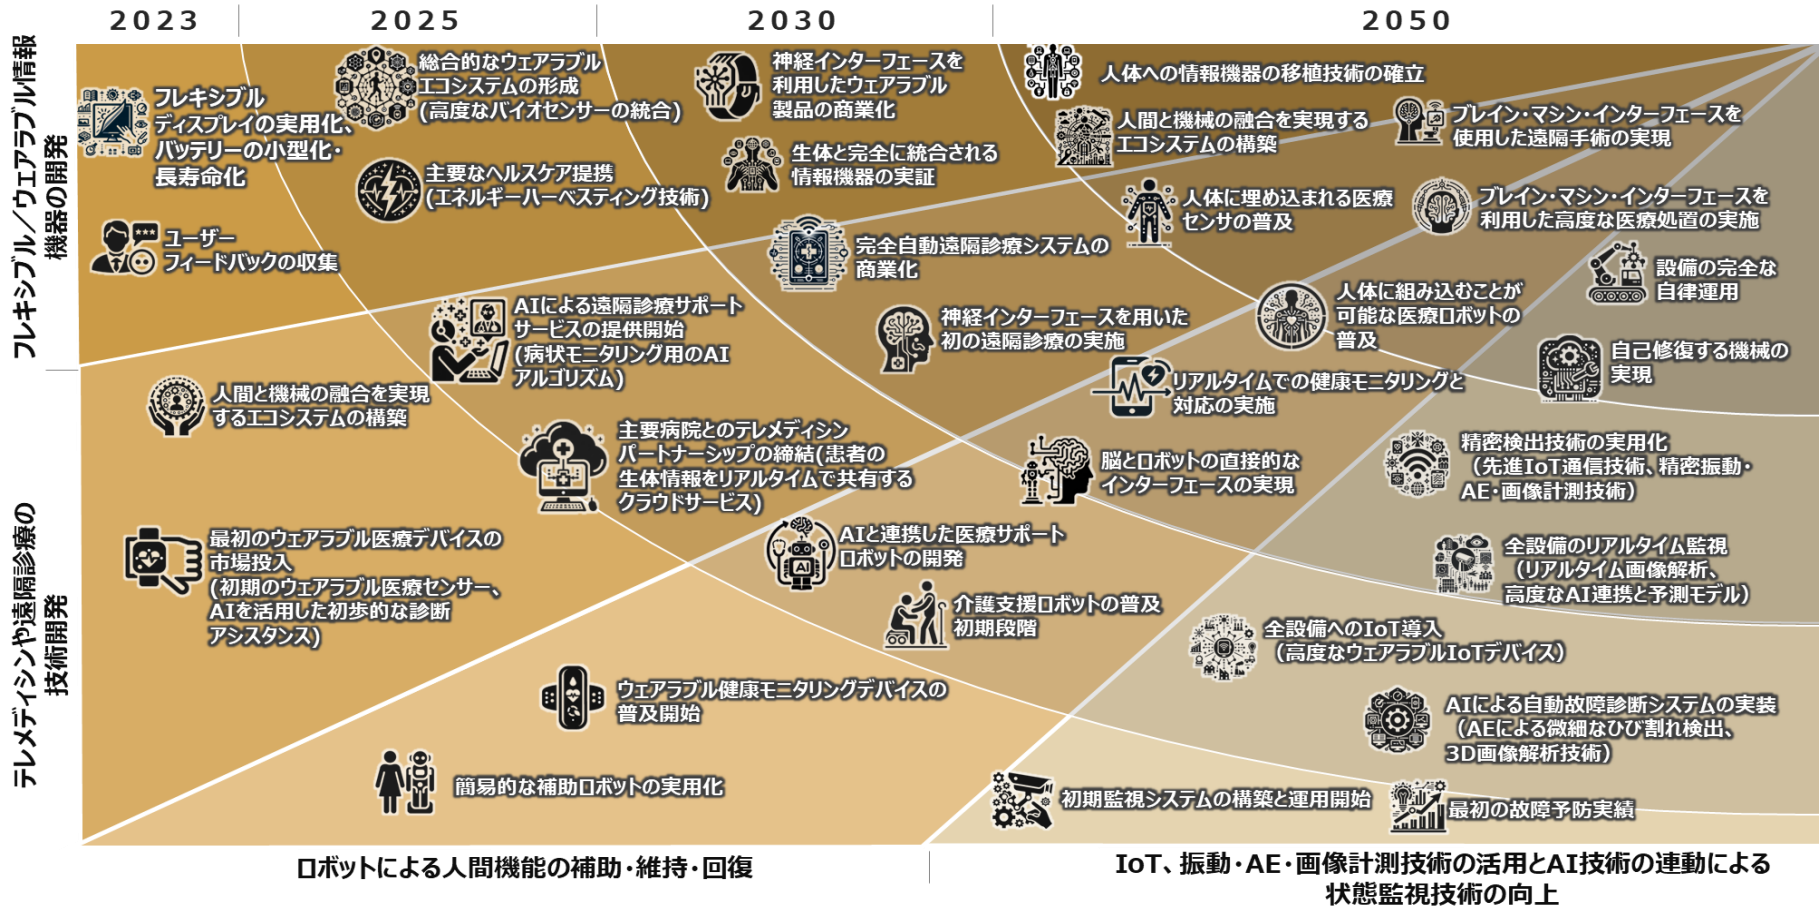 2023
2025
2030
2050
フレキシブル／ウェアラブル情報
機器の開発
テレメディシンや遠隔診療の
技術開発
フレキシブル
ディスプレイの実用化、
バッテリーの小型化・
長寿命化
ユーザー
フィードバックの収集
総合的なウェアラブル
エコシステムの形成
(高度なバイオセンサーの統合)
主要なヘルスケア提携
(エネルギーハーベスティング技術)
神経インターフェースを
利用したウェアラブル
製品の商業化
生体と完全に統合される
情報機器の実証
人体への情報機器の移植技術の確立
人間と機械の融合を実現する
エコシステムの構築
ブレイン・マシン・インターフェースを
使用した遠隔手術の実現
人体に埋め込まれる医療
センサの普及
ブレイン・マシン・インターフェースを
利用した高度な医療処置の実施
完全自動遠隔診療システムの
商業化
設備の完全な
自律運用
AIによる遠隔診療サポート
サービスの提供開始
(病状モニタリング用のAI
アルゴリズム)
神経インターフェースを用いた
初の遠隔診療の実施
人体に組み込むことが
可能な医療ロボットの
普及
自己修復する機械の
実現
人間と機械の融合を実現
するエコシステムの構築
リアルタイムでの健康モニタリングと
対応の実施
主要病院とのテレメディシン
パートナーシップの締結(患者の
生体情報をリアルタイムで共有する
クラウドサービス)
脳とロボットの直接的な
インターフェースの実現
精密検出技術の実用化
（先進IoT通信技術、精密振動・
AE・画像計測技術）
最初のウェアラブル医療デバイスの
市場投入
(初期のウェアラブル医療センサー、
AIを活用した初歩的な診断
アシスタンス)
AI
AIと連携した医療サポート
ロボットの開発
全設備のリアルタイム監視
（リアルタイム画像解析、
高度なAI連携と予測モデル）
介護支援ロボットの普及
初期段階
全設備へのIoT導入
（高度なウェアラブルIoTデバイス）
ウェアラブル健康モニタリングデバイスの
普及開始
AIによる自動故障診断システムの実装
（AEによる微細なひび割れ検出、
3D画像解析技術）
簡易的な補助ロボットの実用化
初期監視システムの構築と運用開始
最初の故障予防実績
ロボットによる人間機能の補助・維持・回復
IoT、振動・AE・画像計測技術の活用とAI技術の連動による
状態監視技術の向上